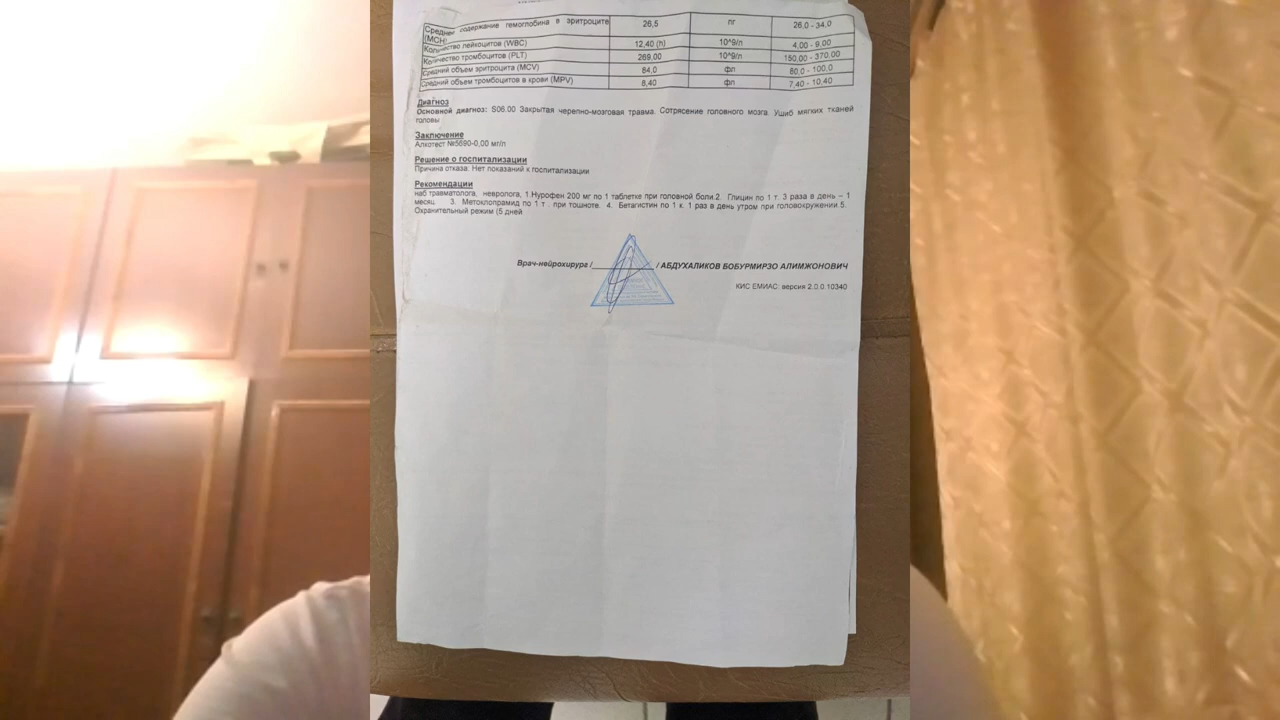 Среднее содержание гемоглобина в эритроците (МСН) 26,5 пг 26,0 - 34,0
Количество лейкоцитов (WBC) 12,40 (h) 10^9/л 4,00 - 9,00
Количество тромбоцитов (PLT) 269,00 10^9/л 150,00 - 370,00
Средний объем эритроцита (MCV) 84,0 фл 80,0 - 100,0
Средний объем тромбоцитов в крови (MPV) 8,40 фл 7,40 - 10,40
Диагноз
Основной диагноз: S06.00 Закрытая черепно-мозговая травма. Сотрясение головного мозга. Ушиб мягких тканей
головы
Заключение
Алкотест №5690-0,00 мг/л
Решение о госпитализации
Причина отказа: Нет показаний к госпитализации
Рекомендации
наб травматолога, невролога, 1.Нурофен 200 мг по 1 таблетке при головной боли.2. Глицин по 1 т. 3 раза в день – 1
месяц. 3. Метоклопрамид по 1 т. при тошноте. 4. Бетагистин по 1 к. 1 раз в день утром при головокружении.5.
Охранительный режим (5 дней
Врач-нейрохирург / / АБДУХАЛИКОВ БОБУРМИРЗО АЛИМЖОНОВИЧ
КИС ЕМИАС: версия 2.0.0.10340